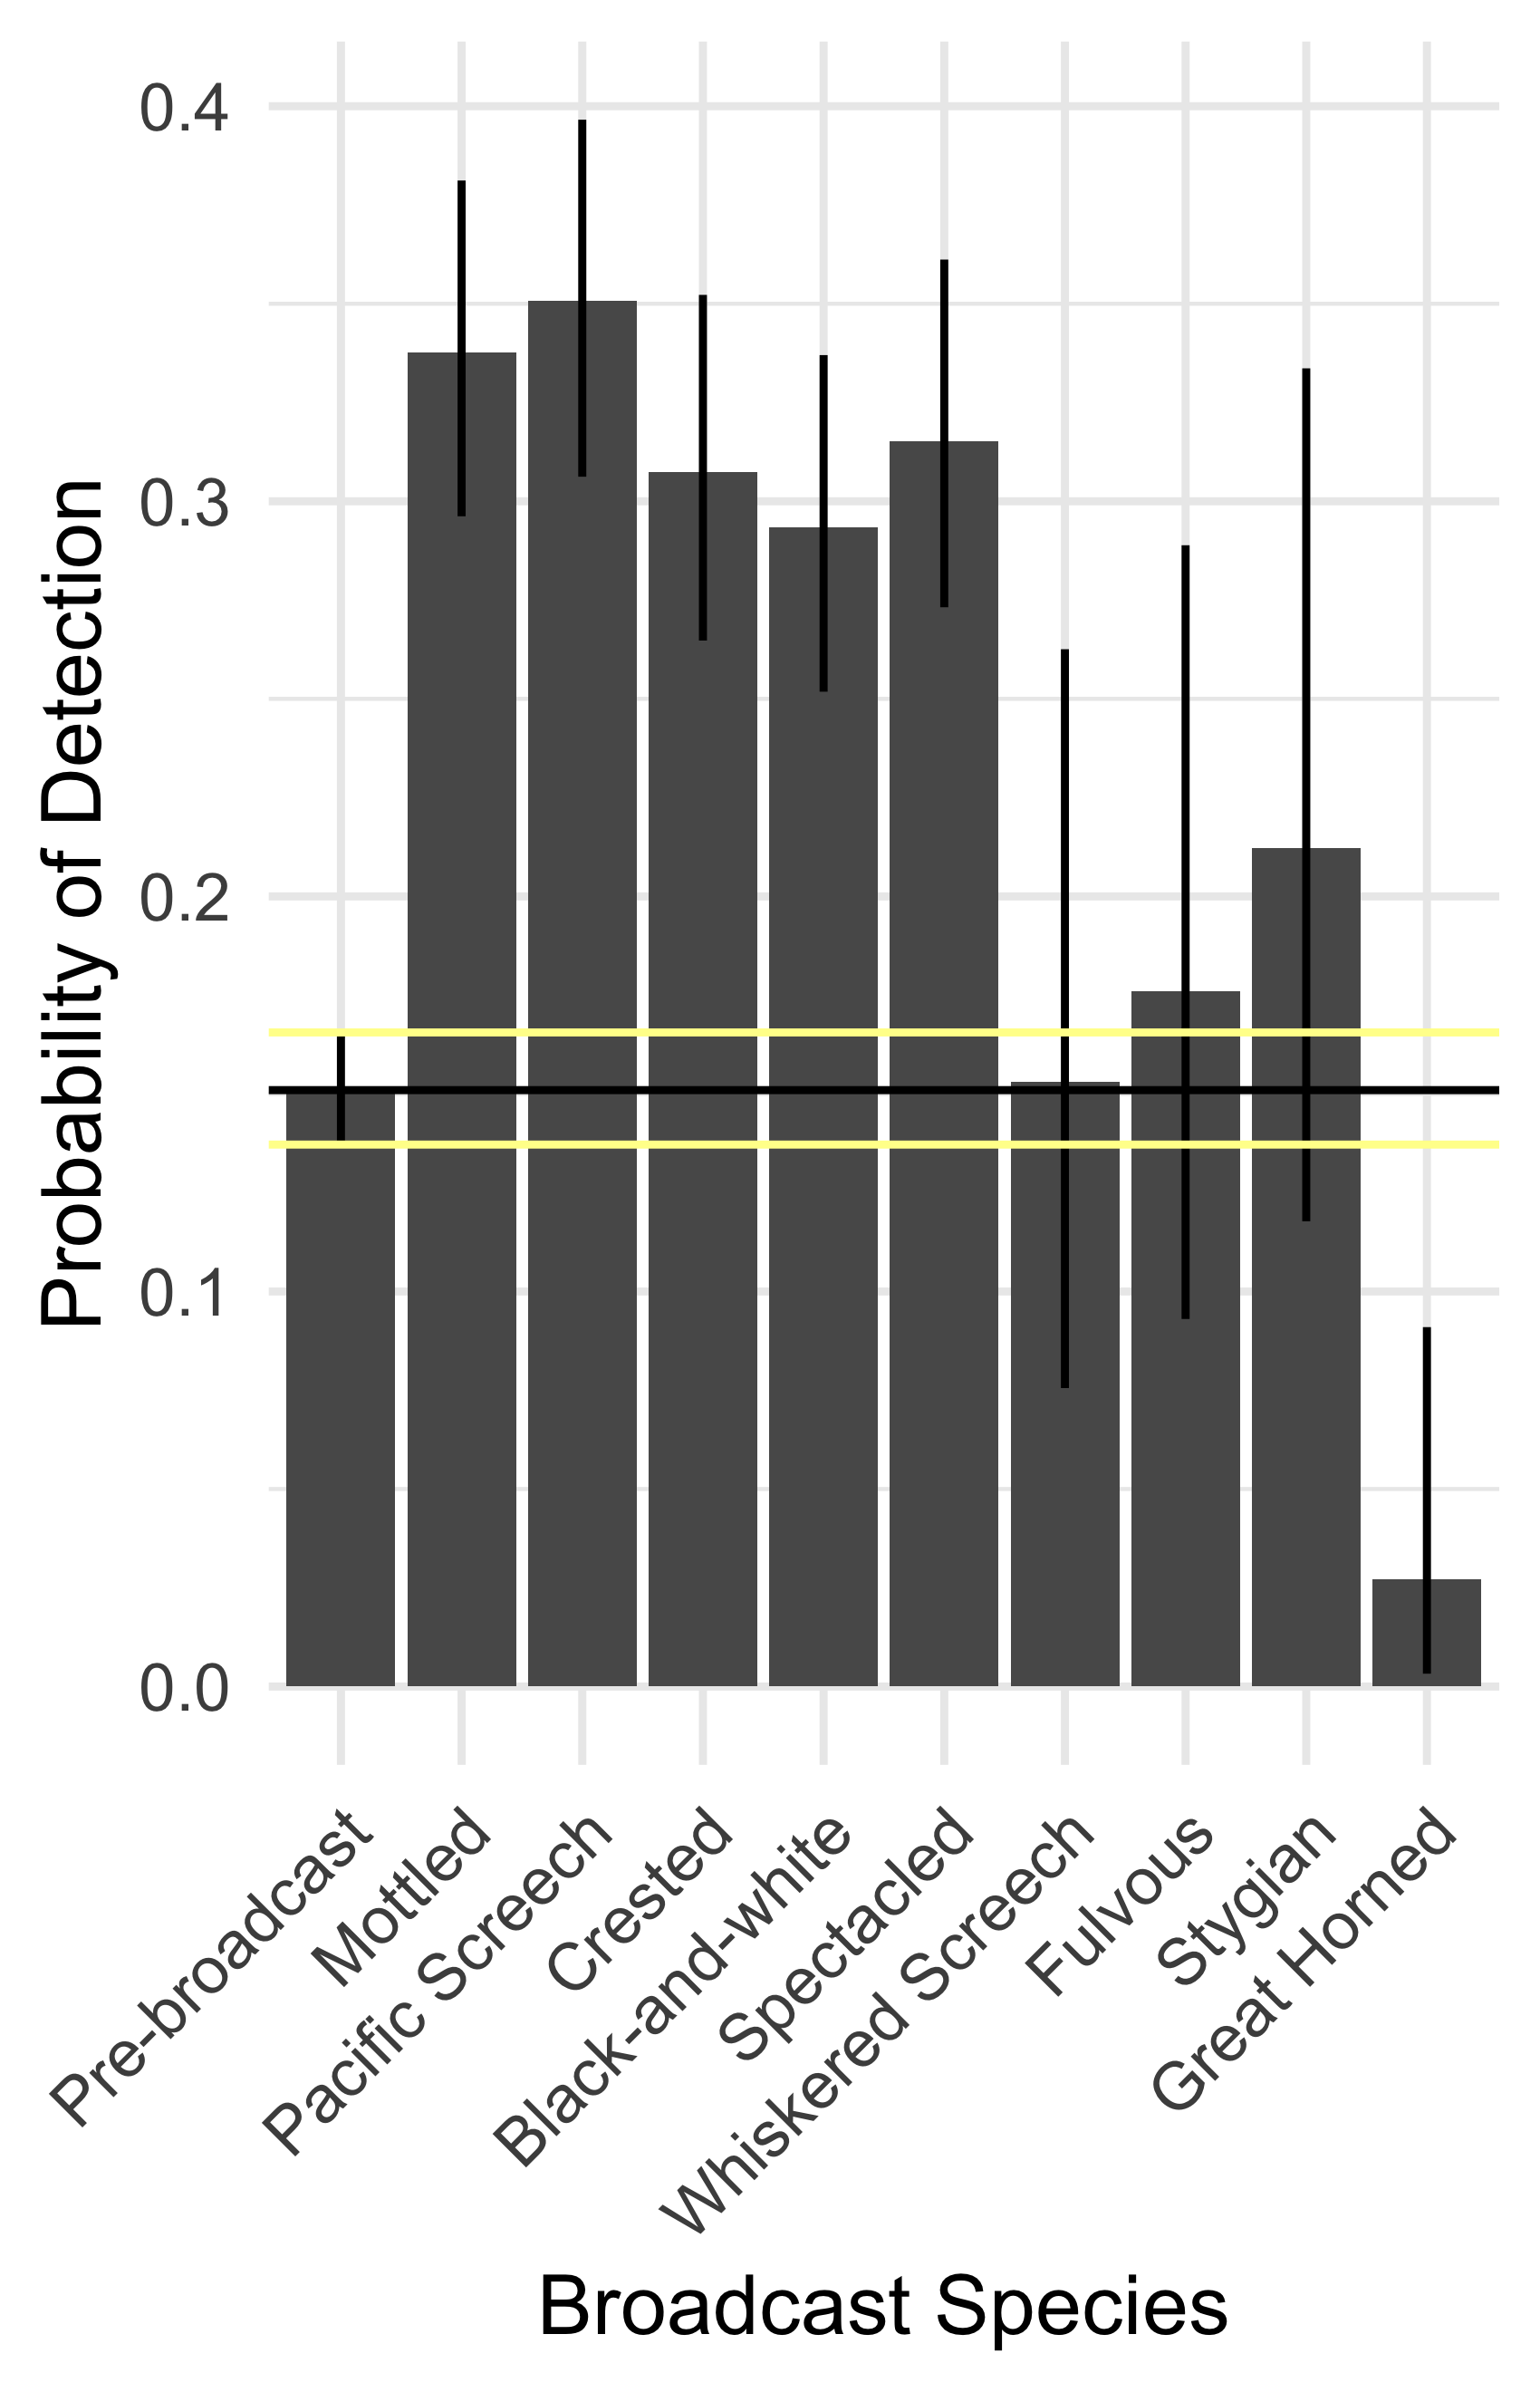 Probability of Detection
0.4
0.3
0.2
0.1
0.0
Pre-broadcast
Mottled
Pacific Screech
Crested
Black-and-white
Spectacled
Whiskered Screech
Fulvous
Stygian
Great Horned
Broadcast Species